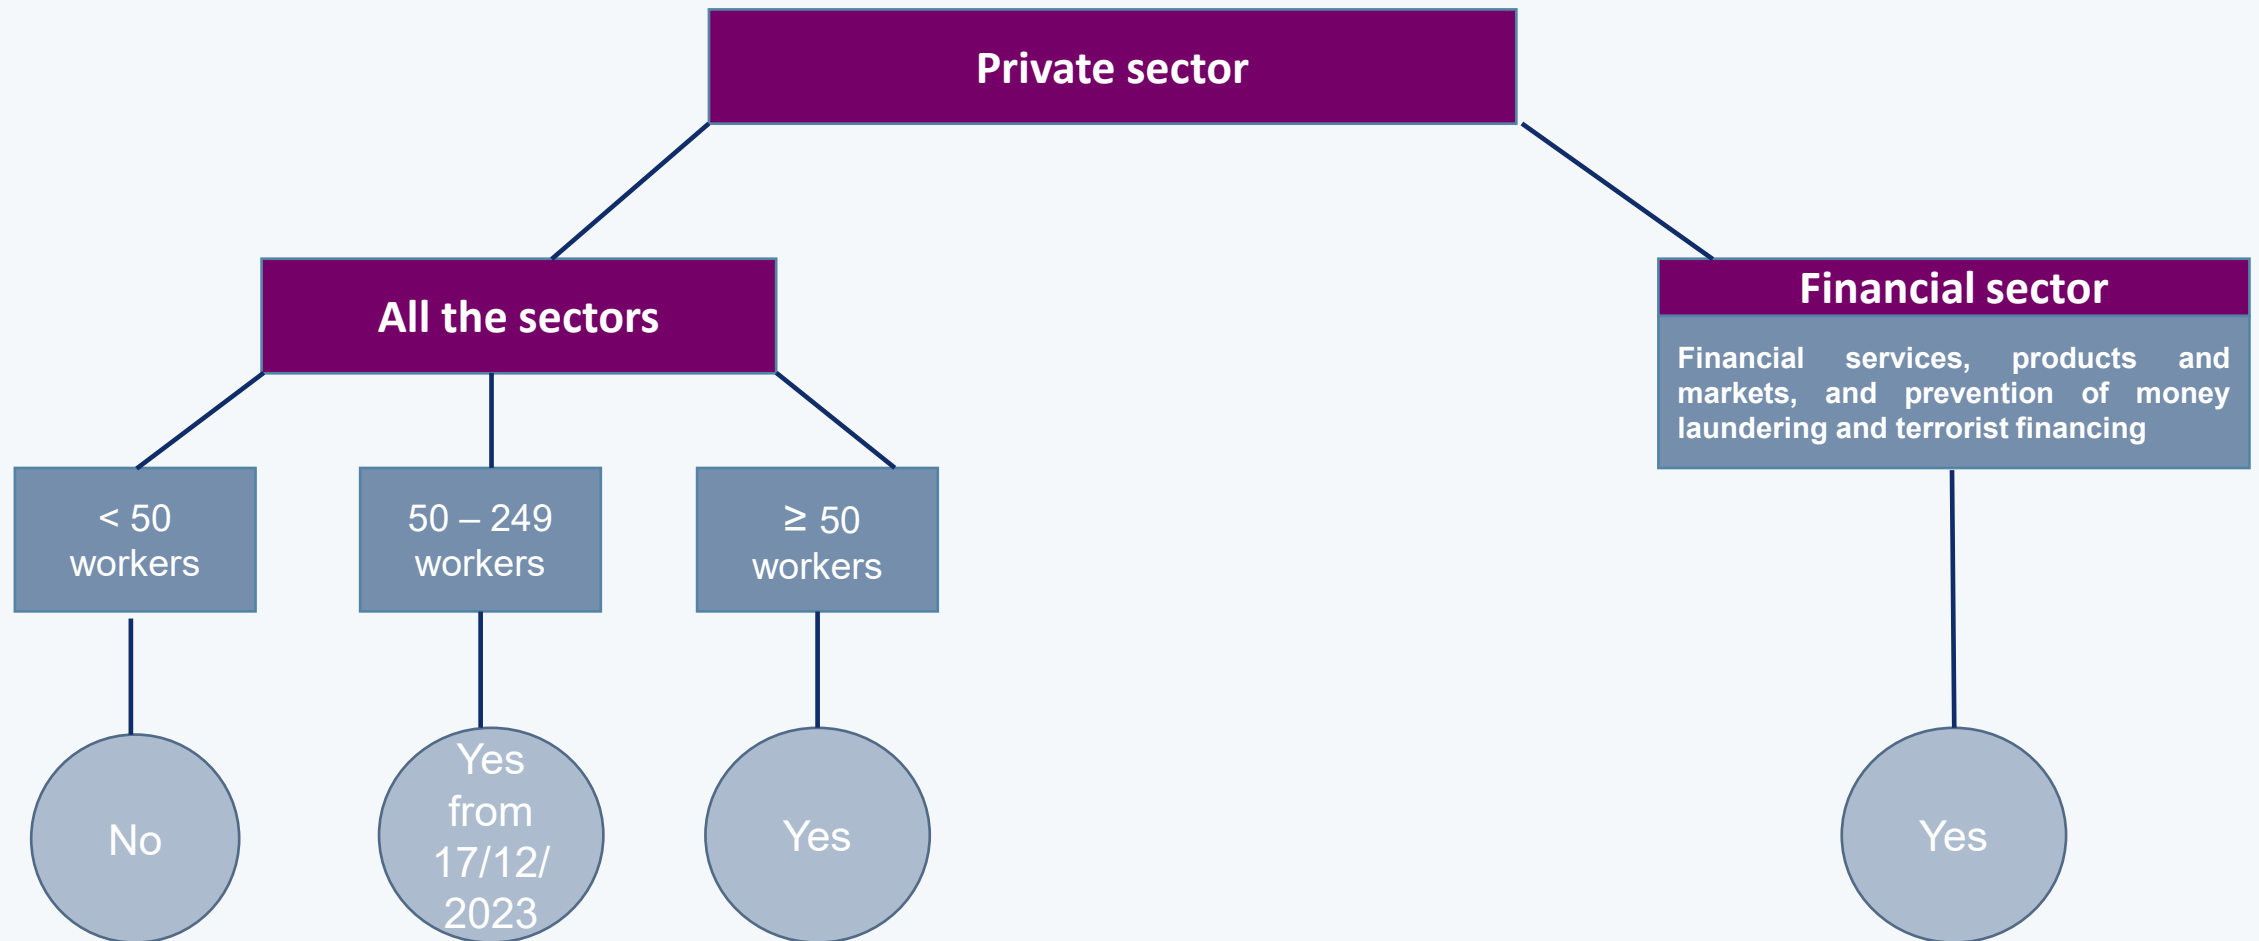 Private sector
All the sectors
Financial sector
Financial services, products and
markets, and prevention of money
laundering and terrorist financing
< 50
workers
50 – 249
workers
≥ 50
workers
No
Yes
from
17/12/
2023
Yes
Yes